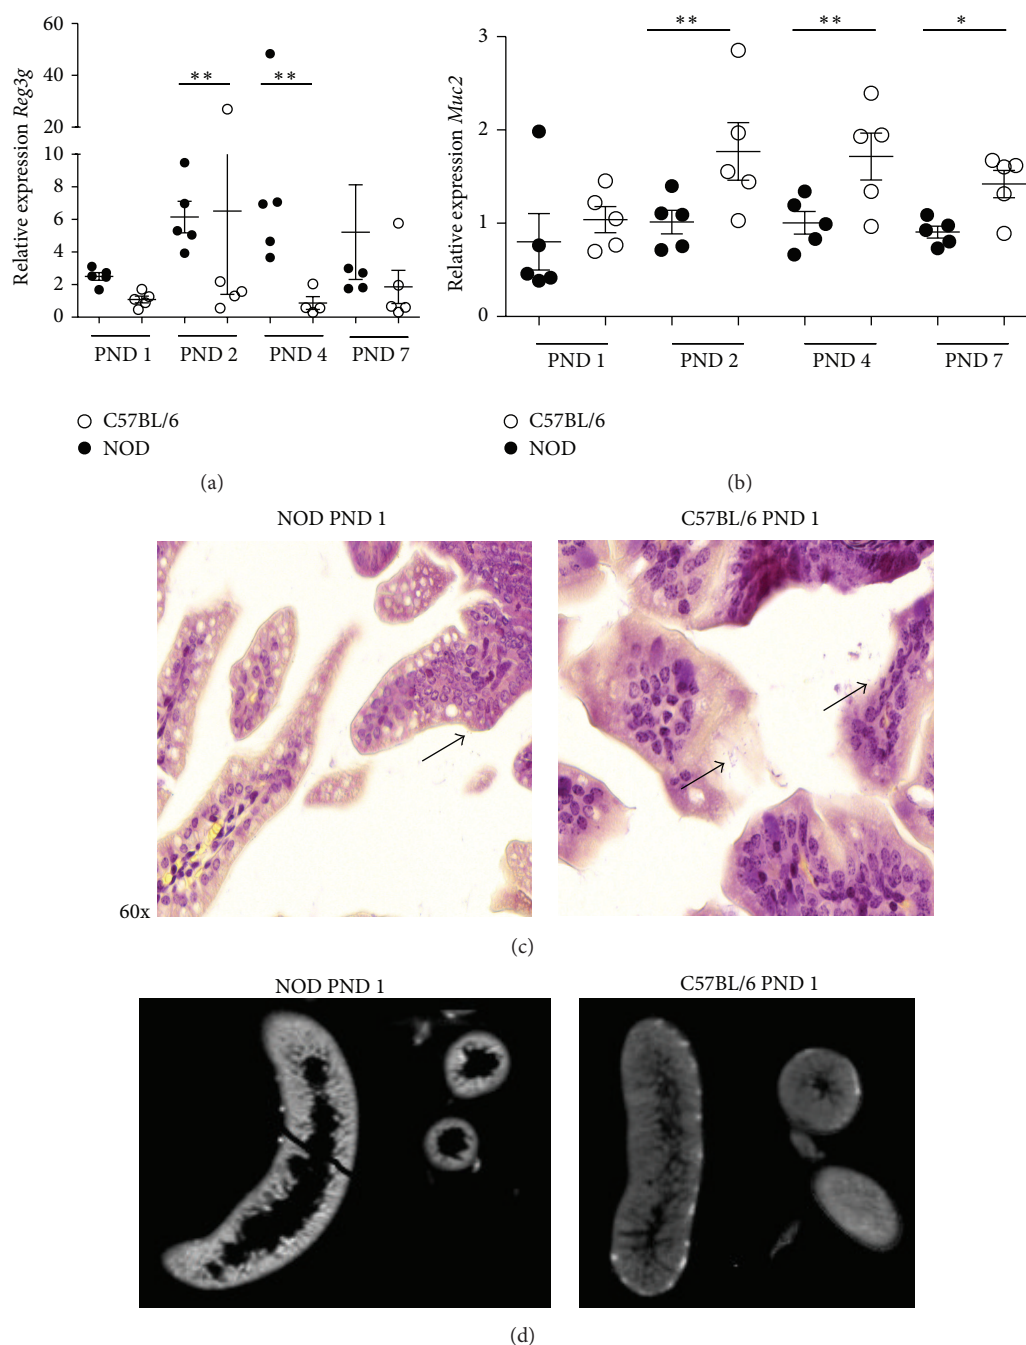 Relative expression Reg3g
60
40
20
10
8
6
4
2
0
**
**
PND 1
PND 2
PND 4
PND 7
C57BL/6
NOD
(a)
Relative expression Muc2
3
2
1
0
**
**
*
PND 1
PND 2
PND 4
PND 7
C57BL/6
NOD
(b)
NOD PND 1
C57BL/6 PND 1
60x
(c)
NOD PND 1
C57BL/6 PND 1
(d)